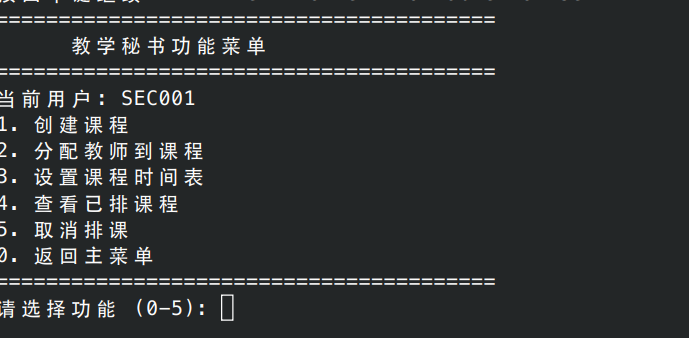 ========================================
教学秘书功能菜单
========================================
当前用户: SEC001
1. 创建课程
2. 分配教师到课程
3. 设置课程时间表
4. 查看已排课程
5. 取消排课
0. 返回主菜单
========================================
请选择功能 (0-5):